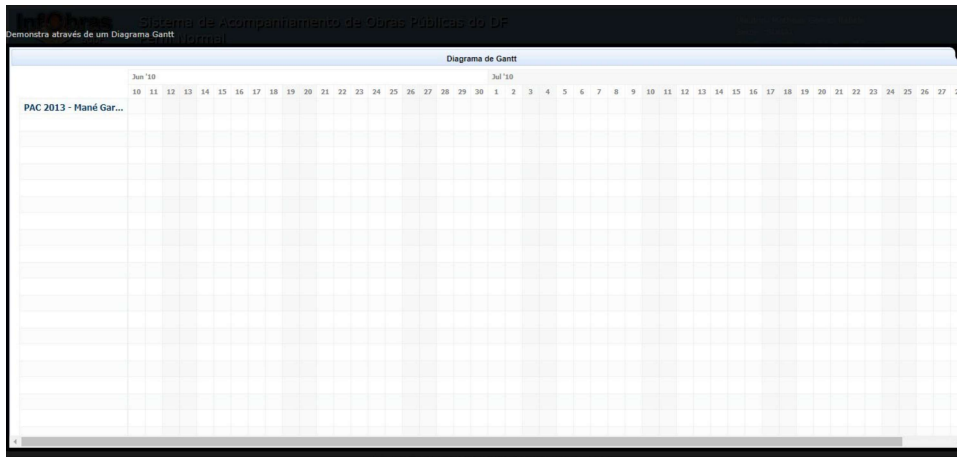 InfObras
Sistema de Acompanhamento de Obras Públicas do DF
Demonstra através de um Diagrama Gantt
Perfil Normal
Diagrama de Gantt
Jun '10 Jul '10
10 11 12 13 14 15 16 17 18 19 20 21 22 23 24 25 26 27 28 29 30 1 2 3 4 5 6 7 8 9 10 11 12 13 14 15 16 17 18 19 20 21 22 23 24 25 26 27
PAC 2013 - Mané Gar...